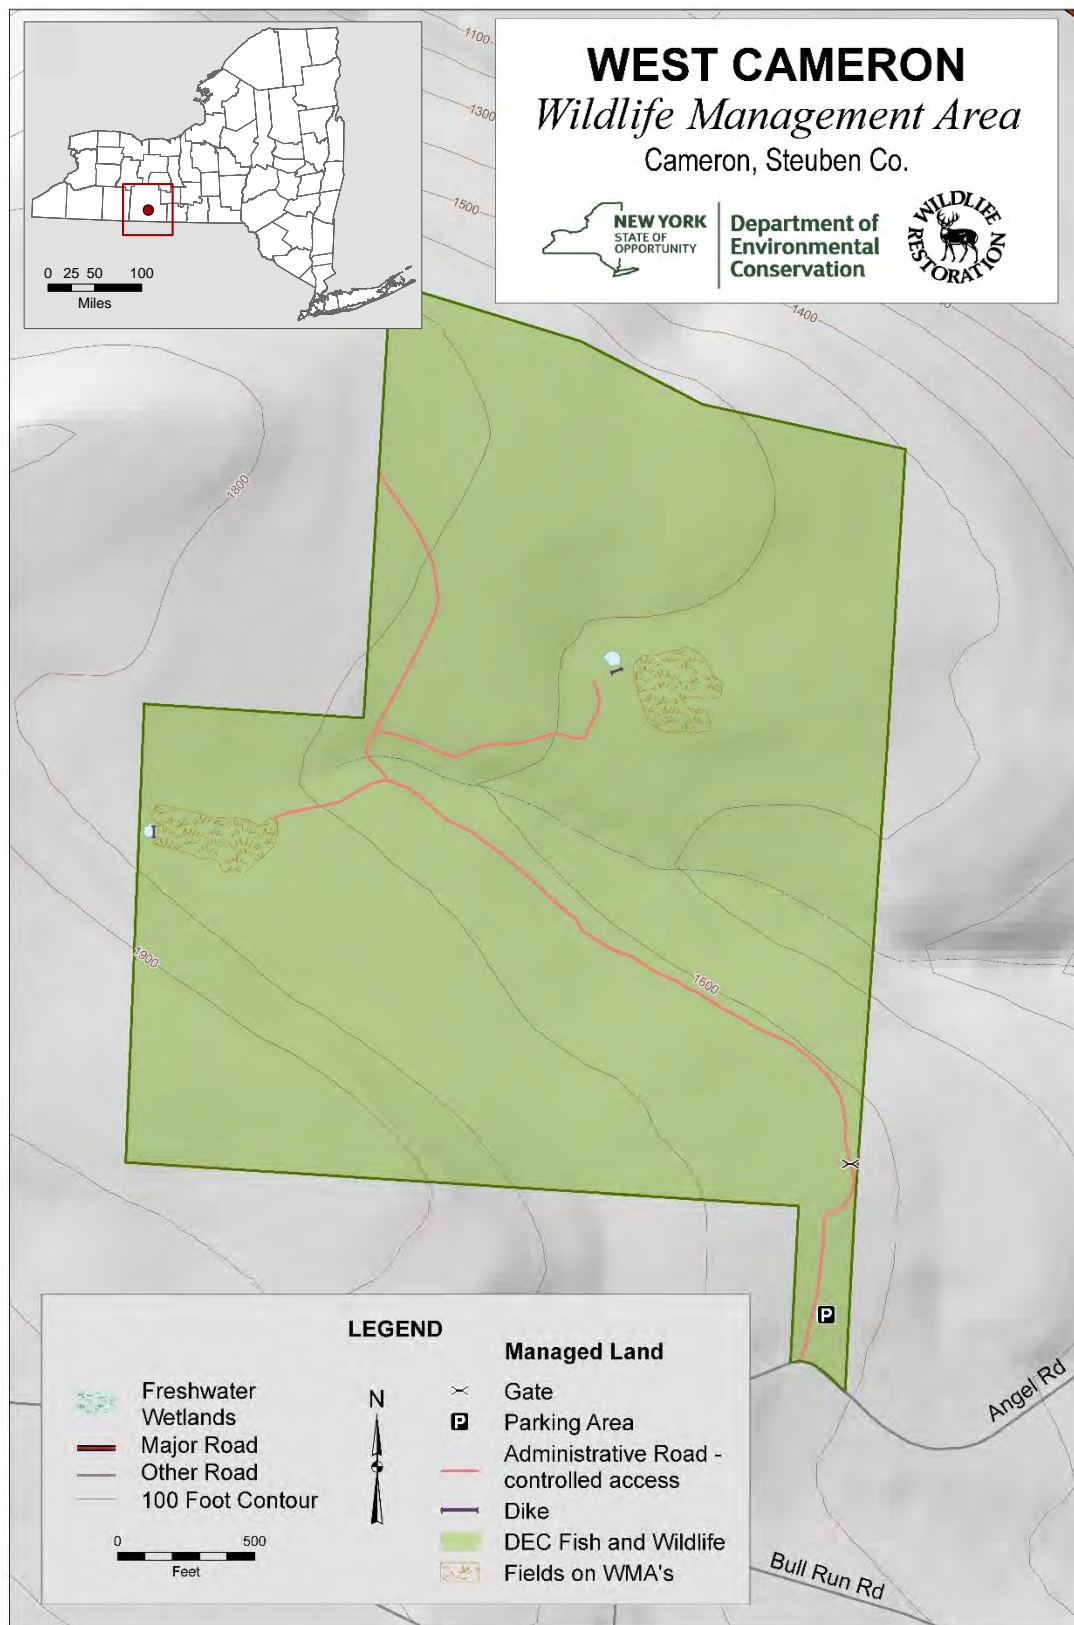 WEST CAMERON
Wildlife Management Area
Cameron, Steuben Co.
NEW YORK
STATE OF
OPPORTUNITY
Department of
Environmental
Conservation
WILDLIFE
RESTORATION
0 25 50 100
Miles
1100
1300
1500
1400
1800
1900
1600
P
Angel Rd
Bull Run Rd
LEGEND
Freshwater
Wetlands
Major Road
Other Road
100 Foot Contour
0 500
Feet
N
Managed Land
Gate
P Parking Area
Administrative Road -
controlled access
Dike
DEC Fish and Wildlife
Fields on WMA's